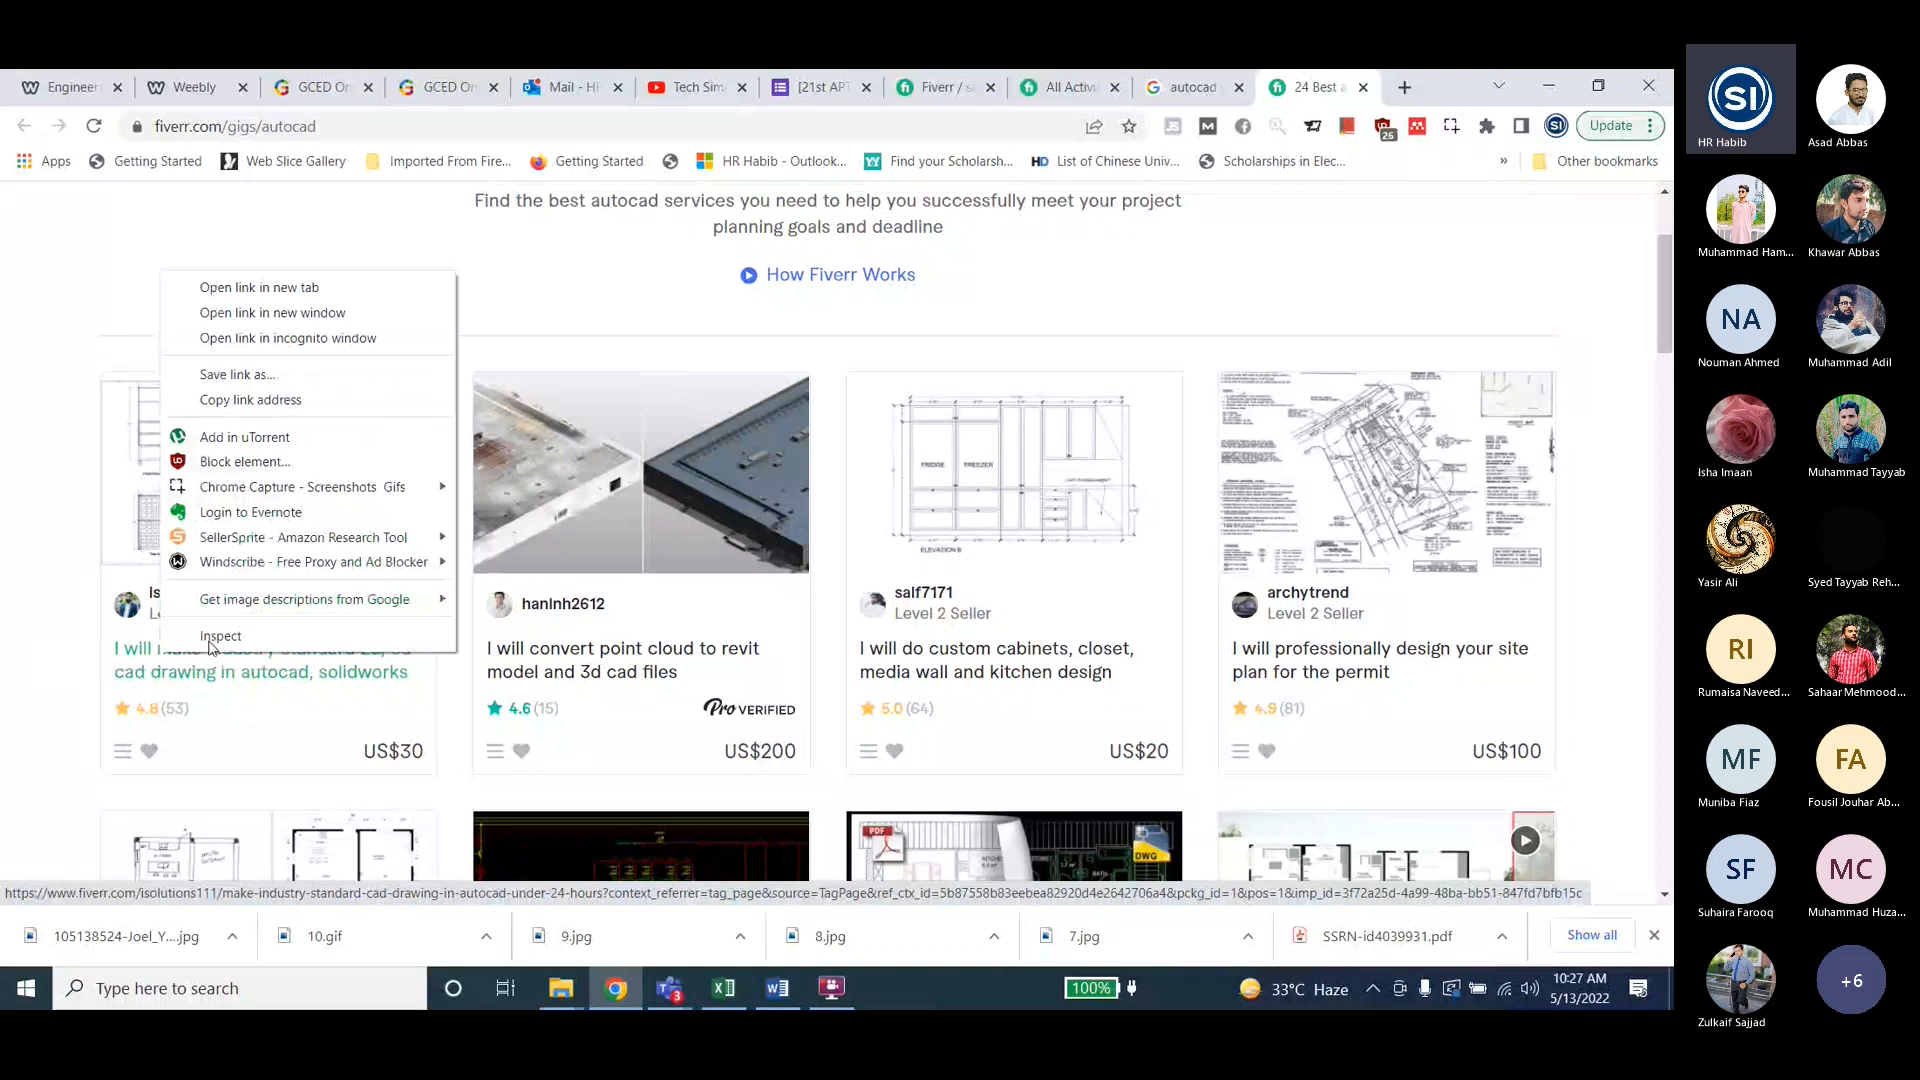 Engineer
Weekly
GCED Or
GCED Or
Mail - HR
Tech Sim
[21st APT
Fiverr / s
All Activi
autocad
24 Best a
fiverr.com/gigs/autocad
26
SI
Update
Apps
Getting Started
Web Slice Gallery
Imported From Fire...
Getting Started
HR Habib - Outlook...
Find your Scholarsh...
HD
List of Chinese Univ...
Scholarships in Elec...
»
Other bookmarks
Find the best autocad services you need to help you successfully meet your project
planning goals and deadline
How Fiverr Works
Open link in new tab
Open link in new window
Open link in incognito window
Save link as...
Copy link address
Add in uTorrent
Block element...
Chrome Capture - Screenshots Gifs
Login to Evernote
SellerSprite - Amazon Research Tool
Windscribe - Free Proxy and Ad Blocker
Get image descriptions from Google
Inspect
FRIDGE
FREEZER
ELEVATION B
haninh2612
salf7171
Level 2 Seller
archytrend
Level 2 Seller
I will
cad drawing in autocad, solidworks
4.8 (53)
US$30
I will convert point cloud to revit
model and 3d cad files
4.6 (15)
Pro VERIFIED
US$200
I will do custom cabinets, closet,
media wall and kitchen design
5.0 (64)
US$20
I will professionally design your site
plan for the permit
4.9 (81)
US$100
PDF
DWG
https://www.fiverr.com/isolutions111/make-industry-standard-cad-drawing-in-autocad-under-24-hours?context_referrer=tag_page&source=TagPage&ref_ctx_id=5b87558b83eebea82920d4e2642706a4&pckg_id=1&pos=1&imp_id=3f72a25d-4a99-48ba-bb51-847fd7bfb15c
105138524-Joel_Y....jpg
10.gif
9.jpg
8.jpg
7.jpg
SSRN-id4039931.pdf
Show all
Type here to search
3
100%
33°C Haze
10:27 AM
5/13/2022
SI
HR Habib
Asad Abbas
Muhammad Ham...
Khawar Abbas
NA
Nouman Ahmed
Muhammad Adil
Isha Imaan
Muhammad Tayyab
Yasir Ali
Syed Tayyab Reh...
RI
Rumaisa Naveed...
Sahaar Mehmood...
MF
Muniba Fiaz
FA
Fousil Jouhar Ab...
SF
Suhaira Farooq
MC
Muhammad Huza...
Zulkaif Sajjad
+6